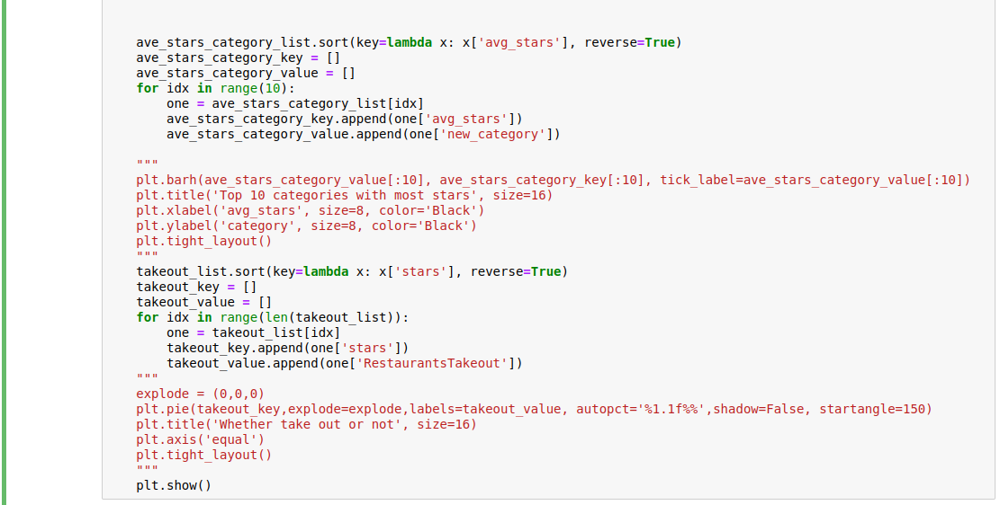 ave_stars_category_list.sort(key=lambda x: x['avg_stars'], reverse=True)
ave_stars_category_key = []
ave_stars_category_value = []
for idx in range(10):
    one = ave_stars_category_list[idx]
    ave_stars_category_key.append(one['avg_stars'])
    ave_stars_category_value.append(one['new_category'])

"""
plt.barh(ave_stars_category_value[:10], ave_stars_category_key[:10], tick_label=ave_stars_category_value[:10])
plt.title('Top 10 categories with most stars', size=16)
plt.xlabel('avg_stars', size=8, color='Black')
plt.ylabel('category', size=8, color='Black')
plt.tight_layout()
"""
takeout_list.sort(key=lambda x: x['stars'], reverse=True)
takeout_key = []
takeout_value = []
for idx in range(len(takeout_list)):
    one = takeout_list[idx]
    takeout_key.append(one['stars'])
    takeout_value.append(one['RestaurantsTakeout'])
"""
explode = (0,0,0)
plt.pie(takeout_key,explode=explode,labels=takeout_value, autopct='%1.1f%%',shadow=False, startangle=150)
plt.title('Whether take out or not', size=16)
plt.axis('equal')
plt.tight_layout()
"""
plt.show()